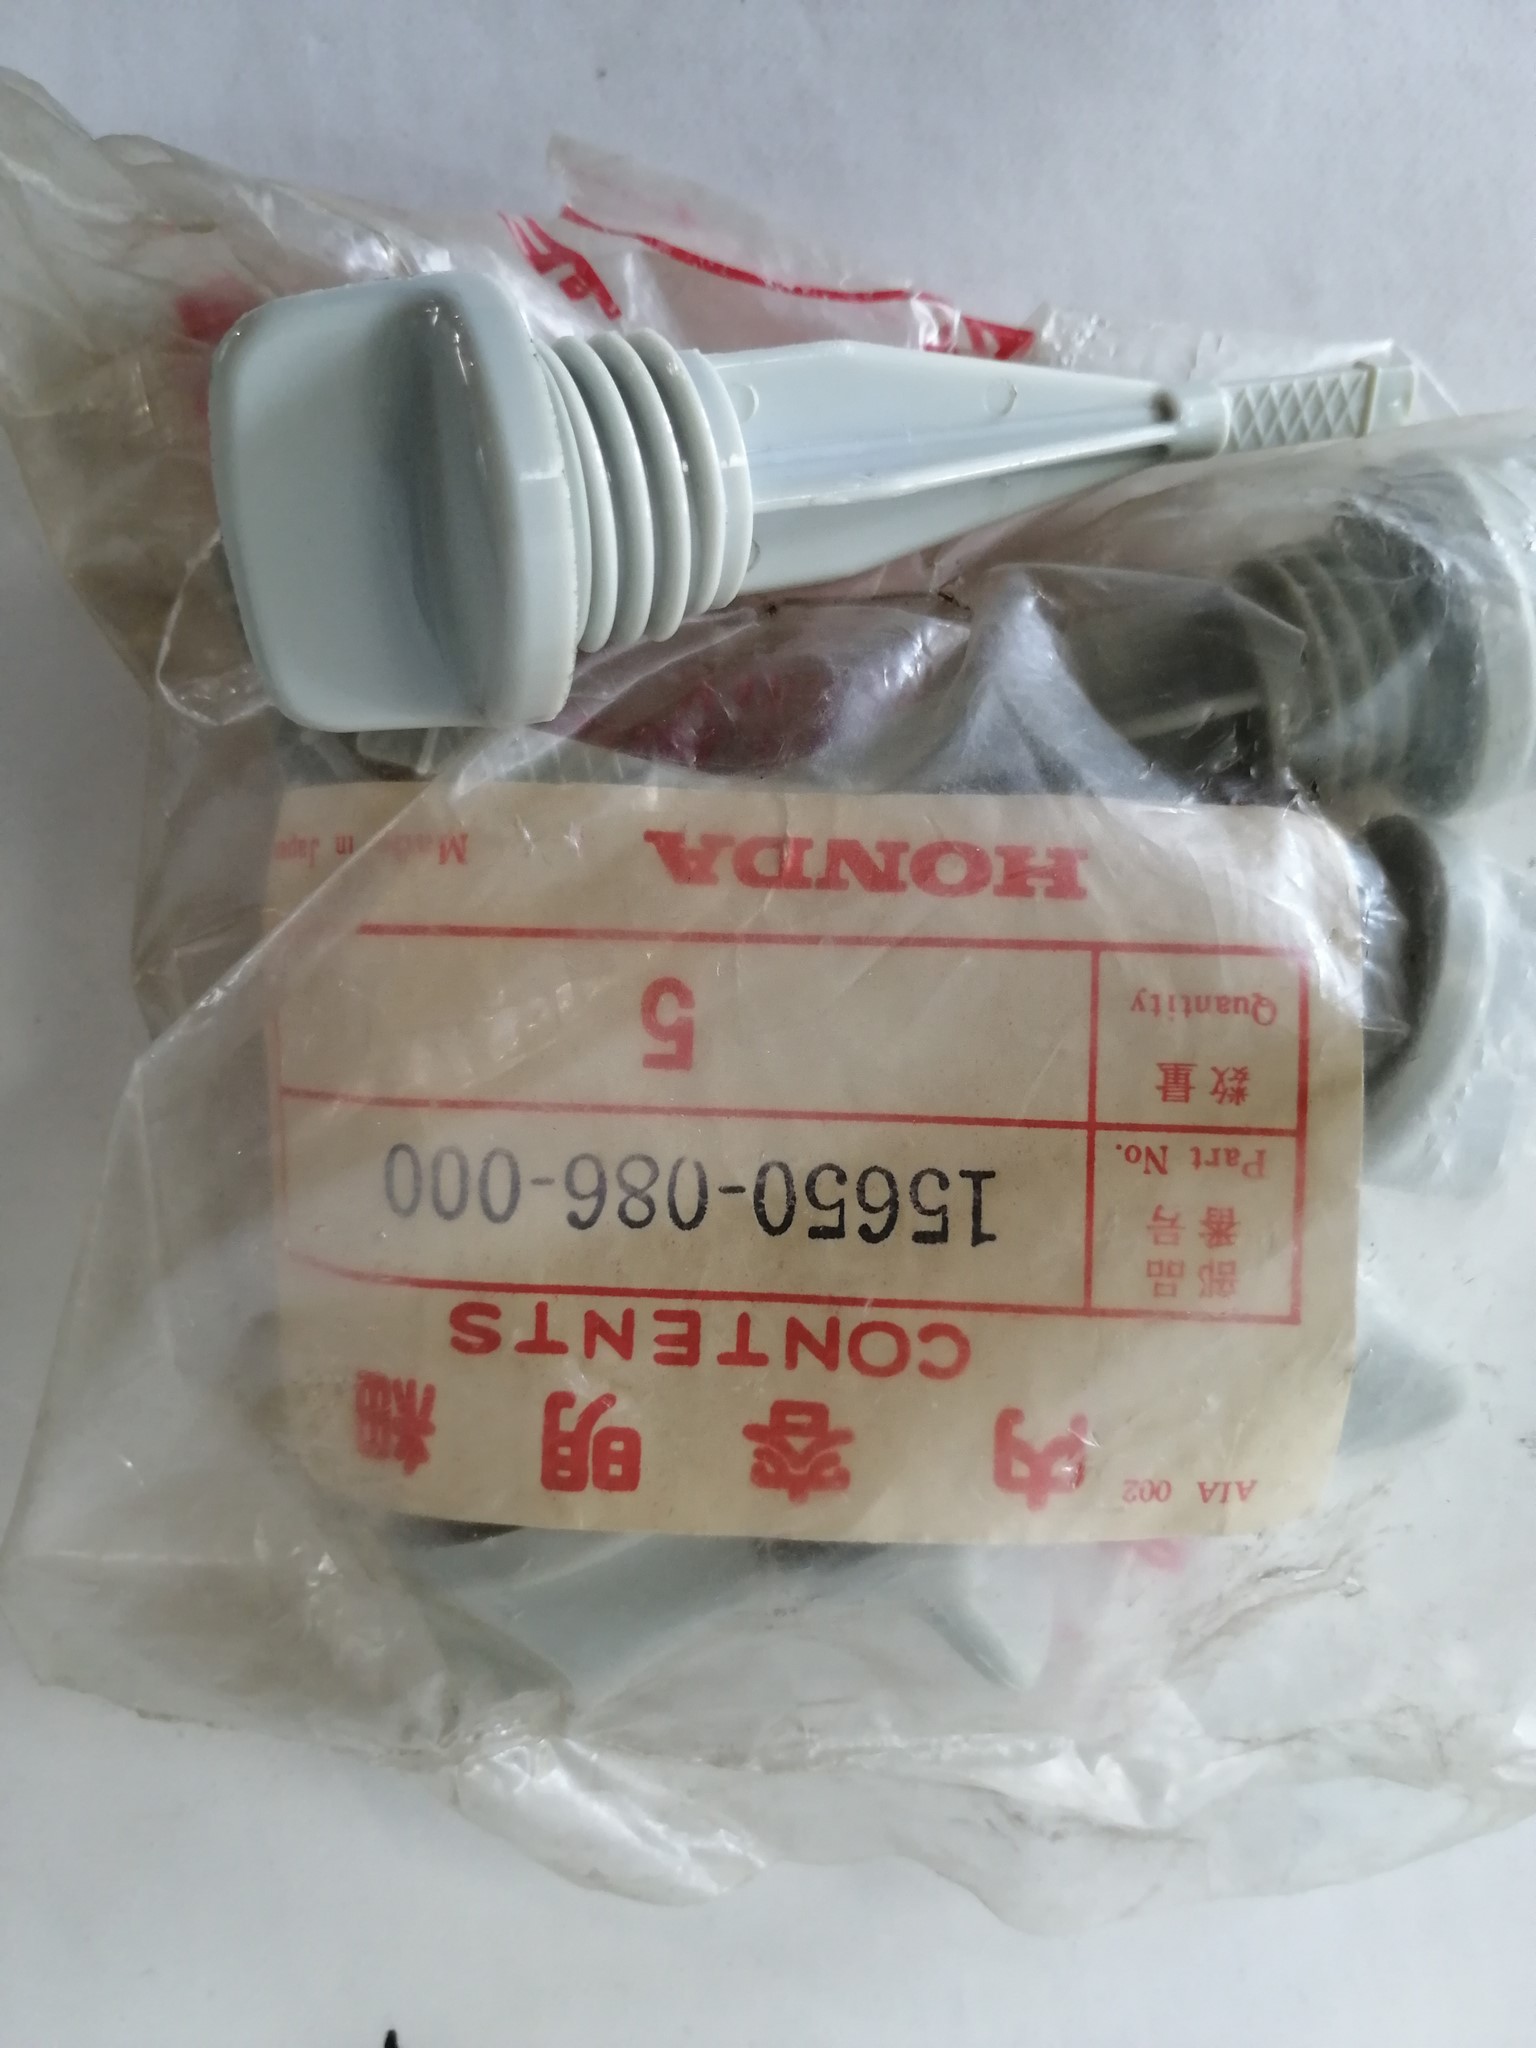 AIA 002
内容明細
CONTENTS
部品番号
Part No.
15650-086-000
数量
Quantity
5
HONDA
Made in Japan